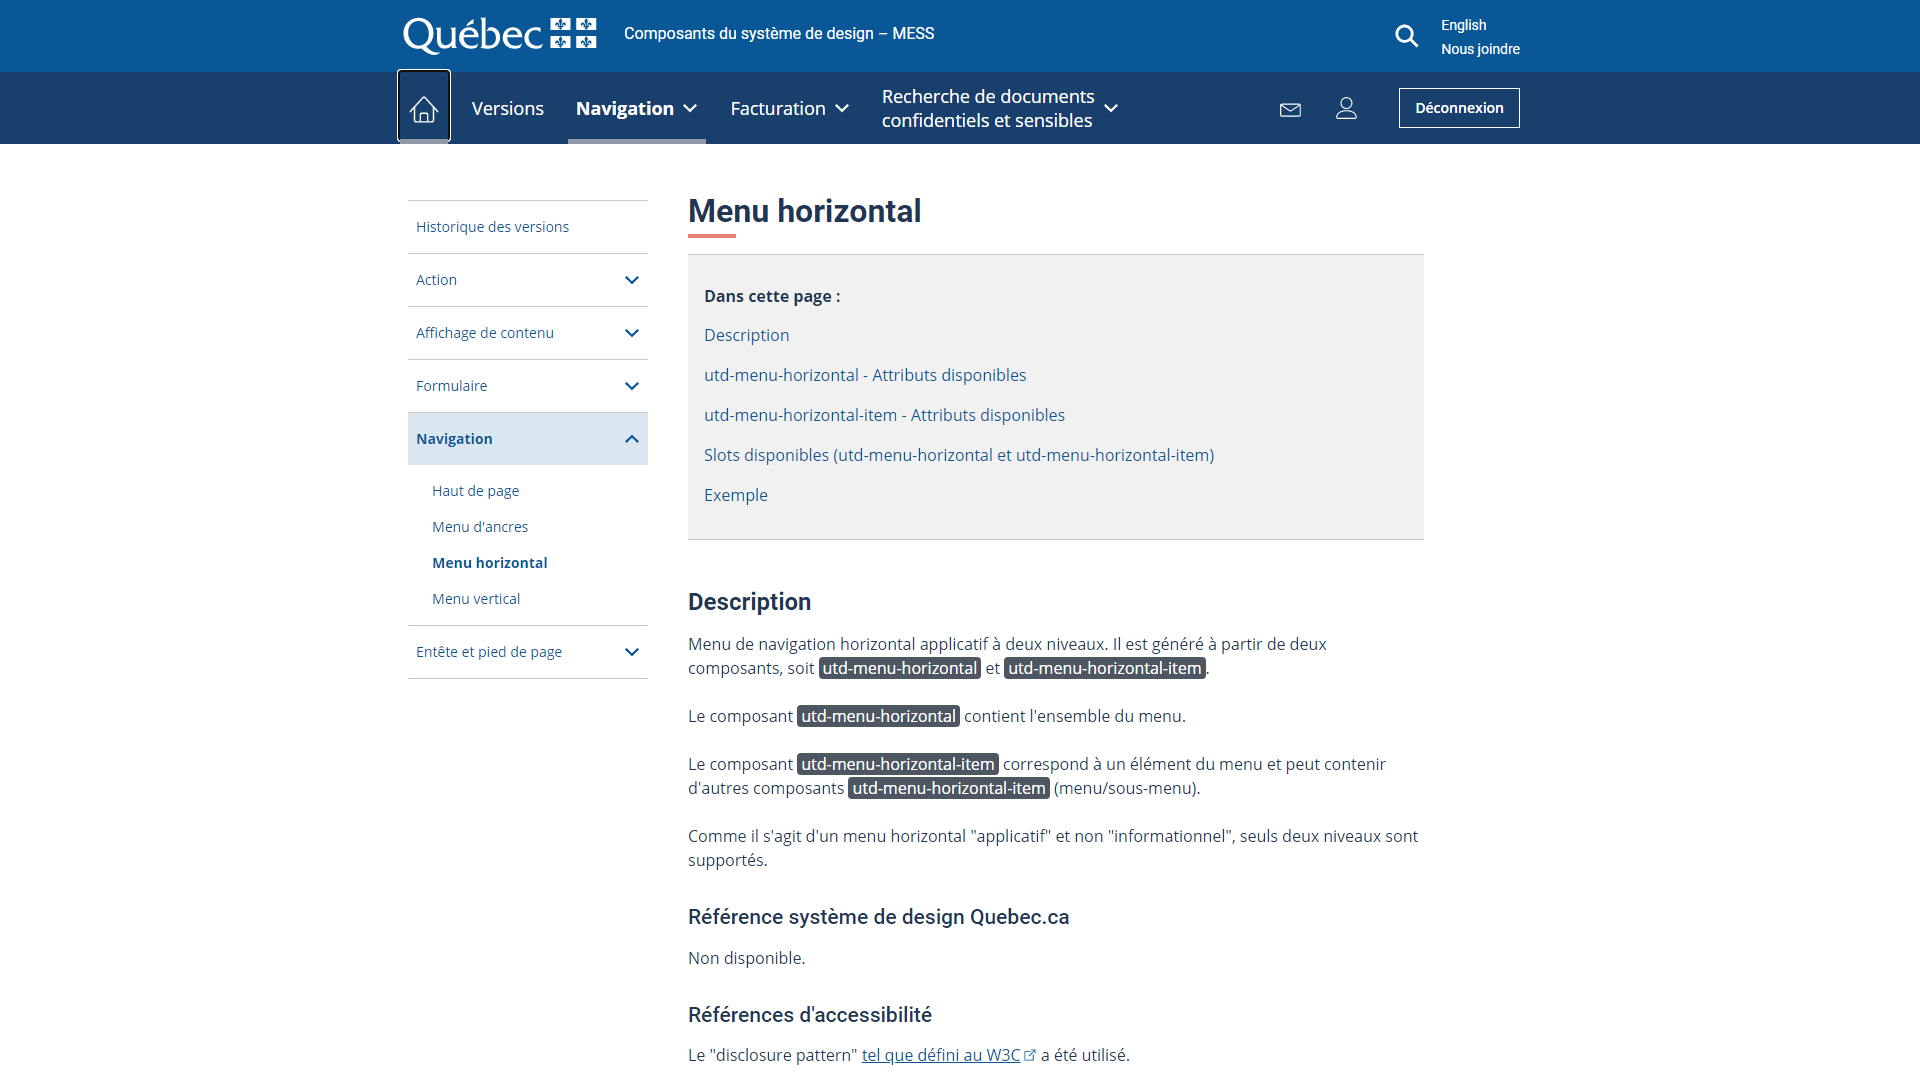 Québec
Composants du système de design – MESS
English
Nous joindre
Versions
Navigation
Facturation
Recherche de documents
confidentiels et sensibles
Déconnexion
Historique des versions
Action
Affichage de contenu
Formulaire
Navigation
Haut de page
Menu d'ancres
Menu horizontal
Menu vertical
Entête et pied de page
Menu horizontal
Dans cette page :
Description
utd-menu-horizontal - Attributs disponibles
utd-menu-horizontal-item - Attributs disponibles
Slots disponibles (utd-menu-horizontal et utd-menu-horizontal-item)
Exemple
Description
Menu de navigation horizontal applicatif à deux niveaux. Il est généré à partir de deux
composants, soit utd-menu-horizontal et utd-menu-horizontal-item.
Le composant utd-menu-horizontal contient l'ensemble du menu.
Le composant utd-menu-horizontal-item correspond à un élément du menu et peut contenir
d'autres composants utd-menu-horizontal-item (menu/sous-menu).
Comme il s'agit d'un menu horizontal "applicatif" et non "informationnel", seuls deux niveaux sont
supportés.
Référence système de design Quebec.ca
Non disponible.
Références d'accessibilité
Le "disclosure pattern" tel que défini au W3C a été utilisé.